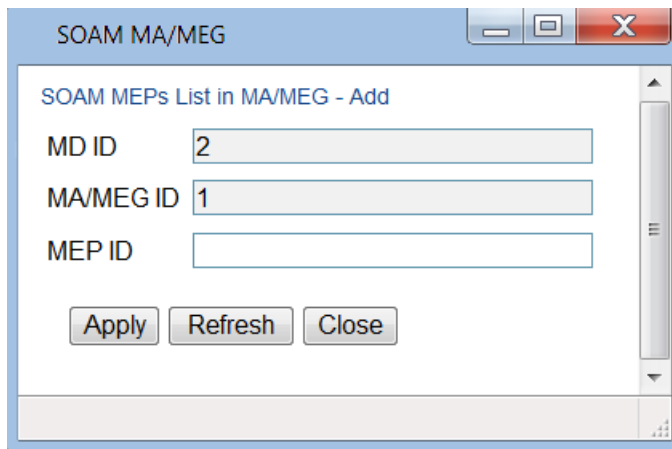 SOAM MA/MEG
SOAM MEPs List in MA/MEG - Add
MD ID 2
MA/MEG ID 1
MEP ID
Apply Refresh Close